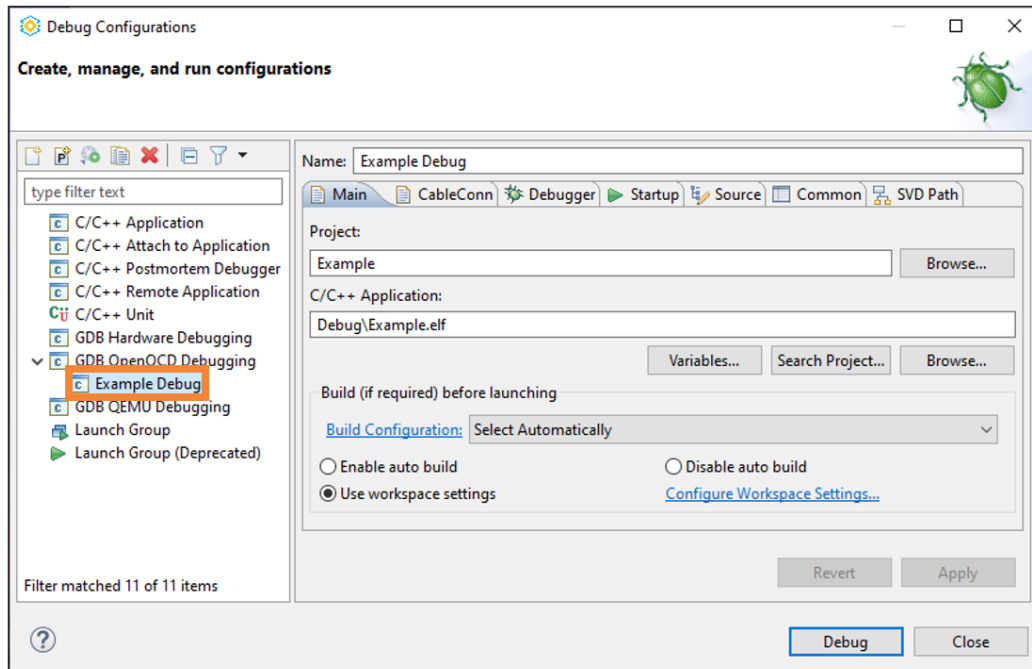 Debug Configurations
Create, manage, and run configurations
type filter text
C/C++ Application
C/C++ Attach to Application
C/C++ Postmortem Debugger
C/C++ Remote Application
C/C++ Unit
GDB Hardware Debugging
GDB OpenOCD Debugging
Example Debug
GDB QEMU Debugging
Launch Group
Launch Group (Deprecated)
Filter matched 11 of 11 items
Name: Example Debug
Main CableConn Debugger Startup Source Common SVD Path
Project:
Example Browse...
C/C++ Application:
Debug\Example.elf
Variables... Search Project... Browse...
Build (if required) before launching
Build Configuration: Select Automatically
Enable auto build Disable auto build
Use workspace settings Configure Workspace Settings...
Revert Apply
Debug Close